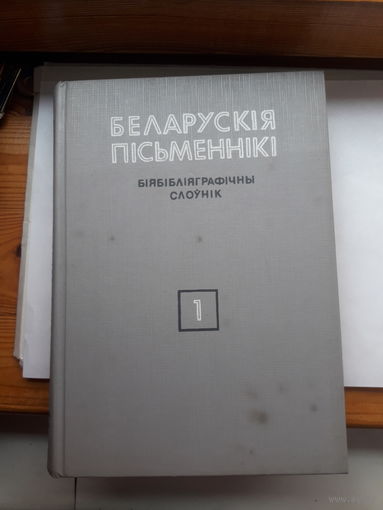 БЕЛАРУСКІЯ
ПІСЬМЕННІКІ
БІЯБІБЛІЯГРАФІЧНЫ
СЛОЎНІК
1